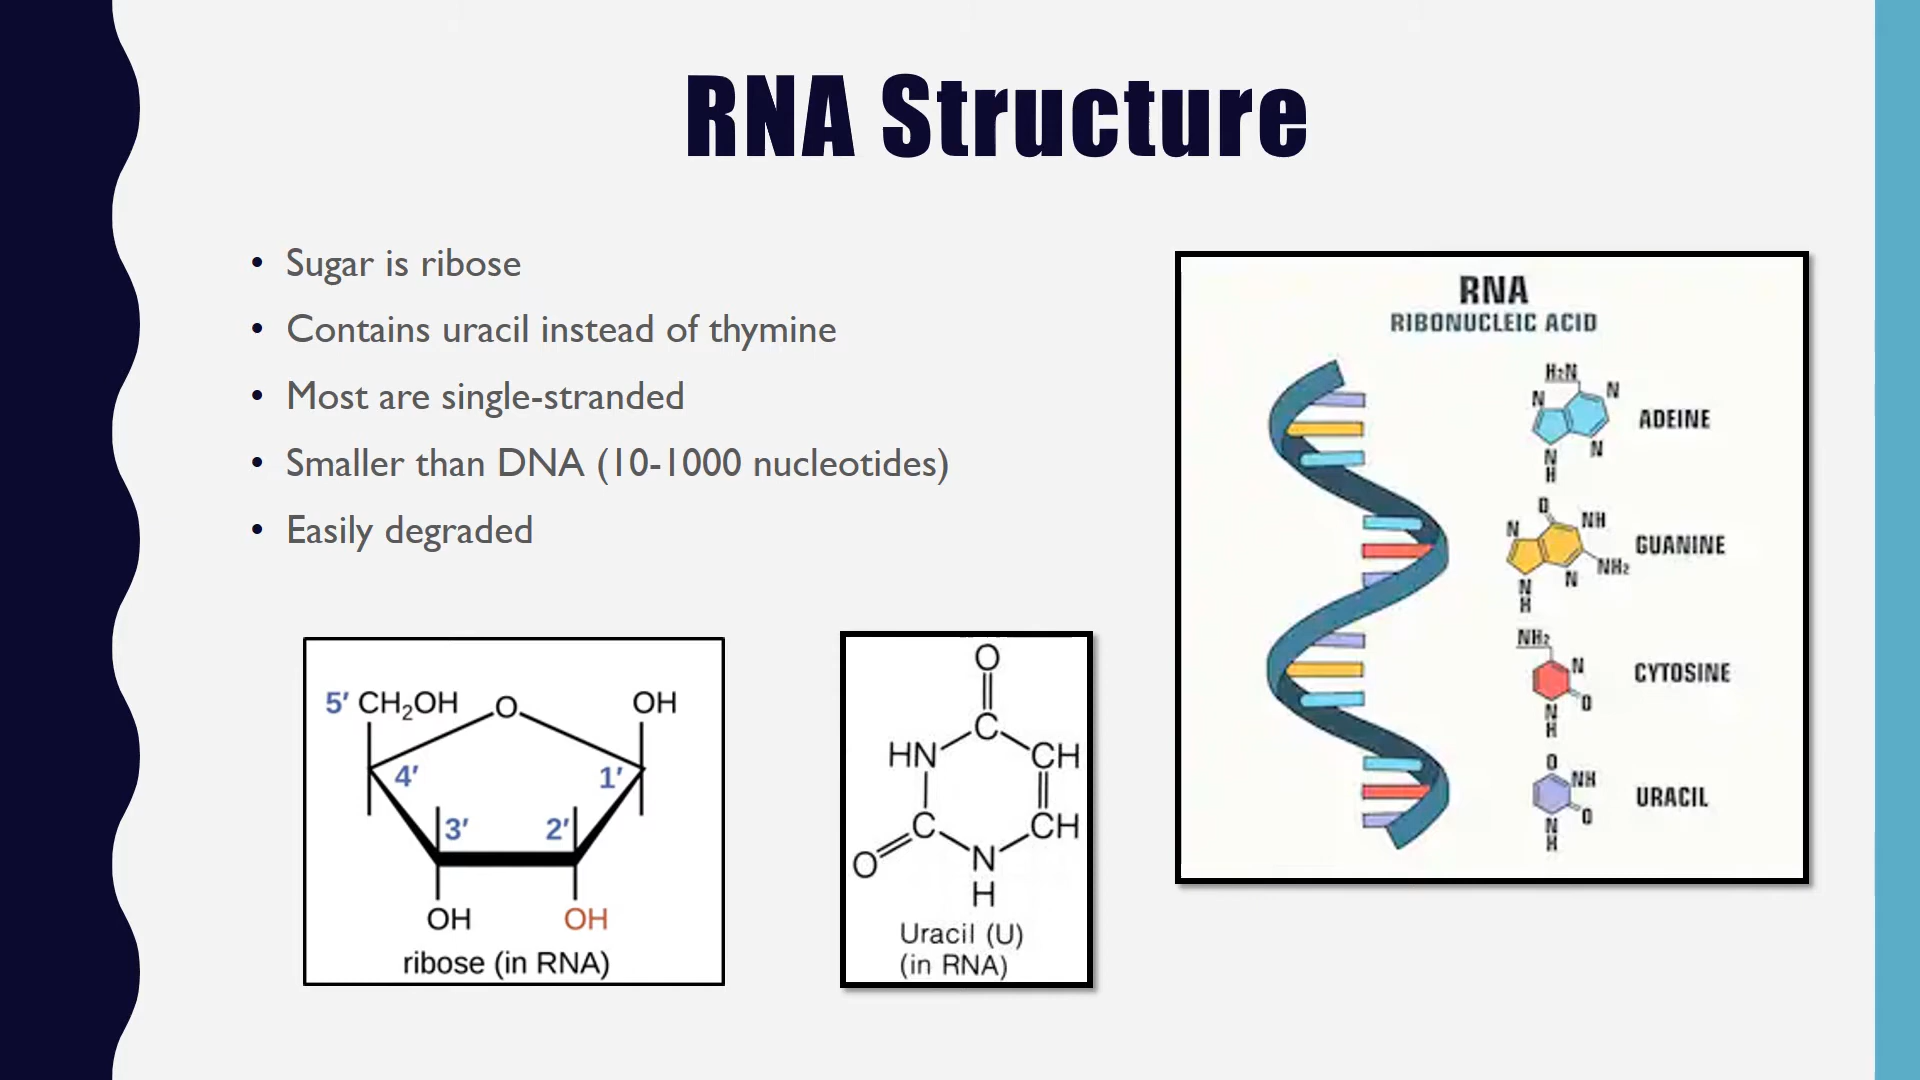 RNA Structure
• Sugar is ribose
• Contains uracil instead of thymine
• Most are single-stranded
• Smaller than DNA (10-1000 nucleotides)
• Easily degraded
5′ CH₂OH
O
OH
4′
1′
3′
2′
OH
OH
ribose (in RNA)
O
C
HN
CH
C
CH
O
N
H
Uracil (U)
(in RNA)
RNA
RIBONUCLEIC ACID
H₂N
N
N
N
N
H
ADEINE
O
N
NH
NH₂
N
N
H
GUANINE
NH₂
N
O
N
H
CYTOSINE
O
NH
O
N
H
URACIL